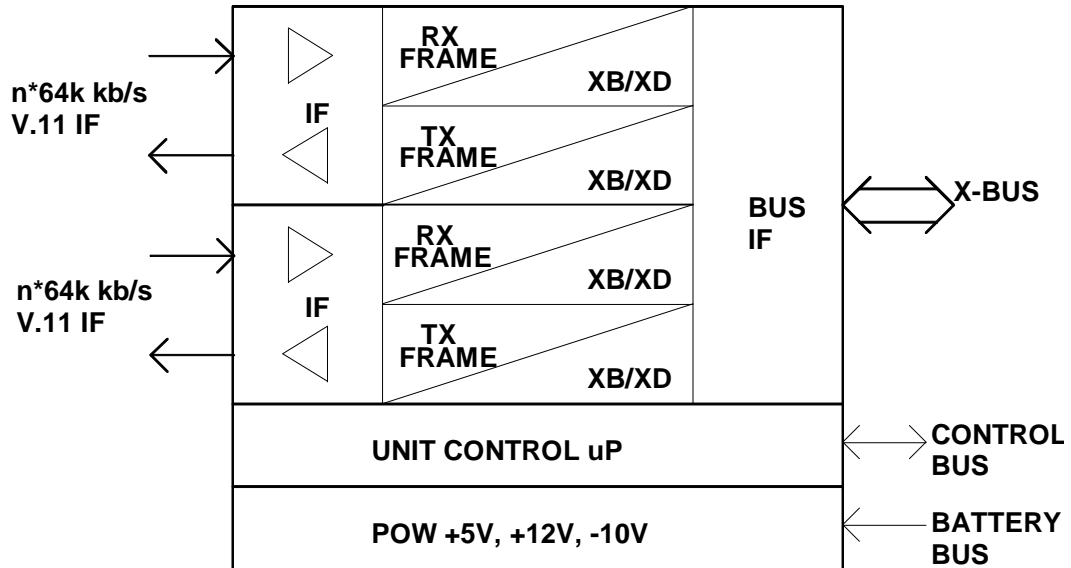 RX
FRAME
XB/XD
n*64k kb/s
V.11 IF
IF
TX
FRAME
XB/XD
BUS
IF
X-BUS
RX
FRAME
XB/XD
n*64k kb/s
V.11 IF
IF
TX
FRAME
XB/XD
UNIT CONTROL uP
CONTROL
BUS
POW +5V, +12V, -10V
BATTERY
BUS